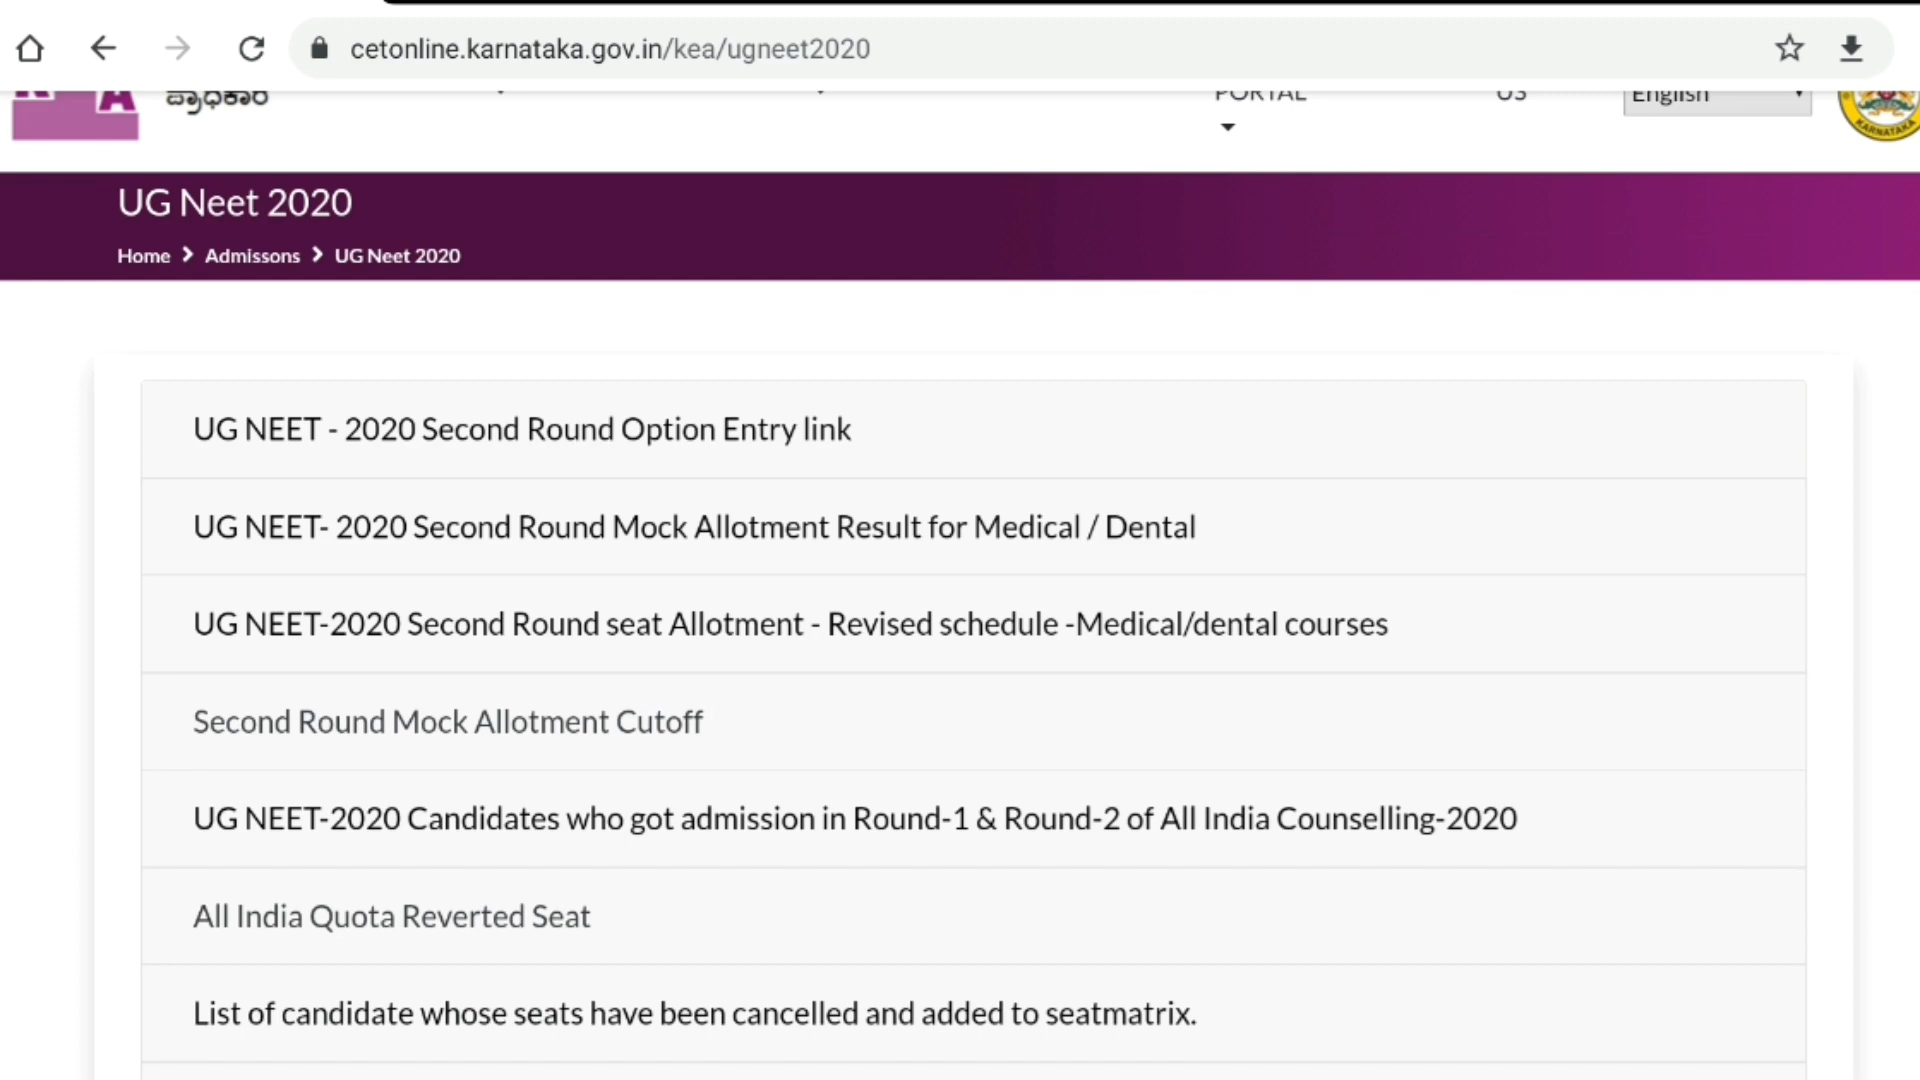 cetonline.karnataka.gov.in/kea/ugneet2020
ಪ್ರಾಧಿಕಾರ
PORTAL
US
English
KARNATAKA
UG Neet 2020
Home > Admissons > UG Neet 2020
UG NEET - 2020 Second Round Option Entry link
UG NEET- 2020 Second Round Mock Allotment Result for Medical / Dental
UG NEET-2020 Second Round seat Allotment - Revised schedule -Medical/dental courses
Second Round Mock Allotment Cutoff
UG NEET-2020 Candidates who got admission in Round-1 & Round-2 of All India Counselling-2020
All India Quota Reverted Seat
List of candidate whose seats have been cancelled and added to seatmatrix.